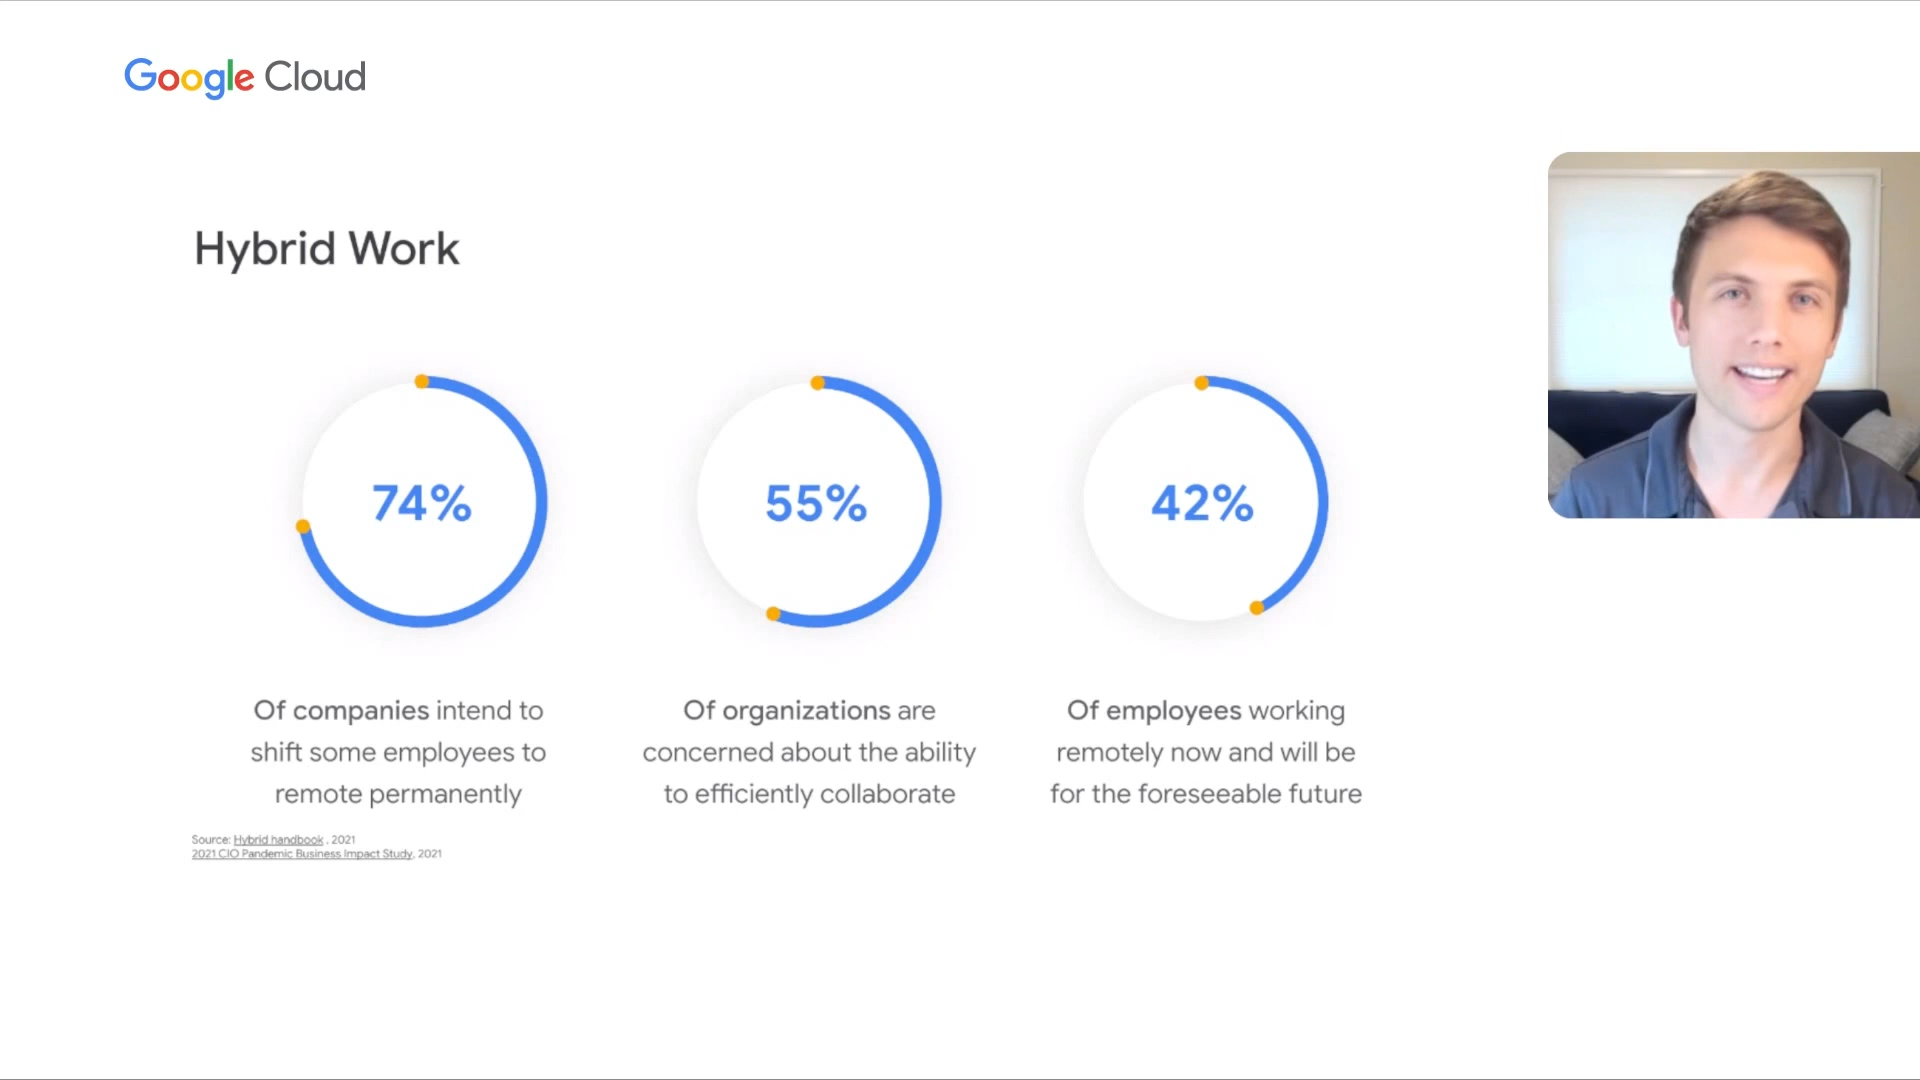 Google Cloud
Hybrid Work
74%
55%
42%
Of companies intend to
shift some employees to
remote permanently
Of organizations are
concerned about the ability
to efficiently collaborate
Of employees working
remotely now and will be
for the foreseeable future
Source: Hybrid handbook , 2021
2021 CIO Pandemic Business Impact Study, 2021